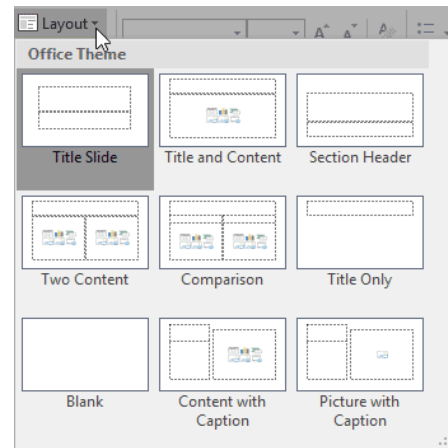 Layout
Office Theme
Title Slide
Title and Content
Section Header
Two Content
Comparison
Title Only
Blank
Content with
Caption
Picture with
Caption